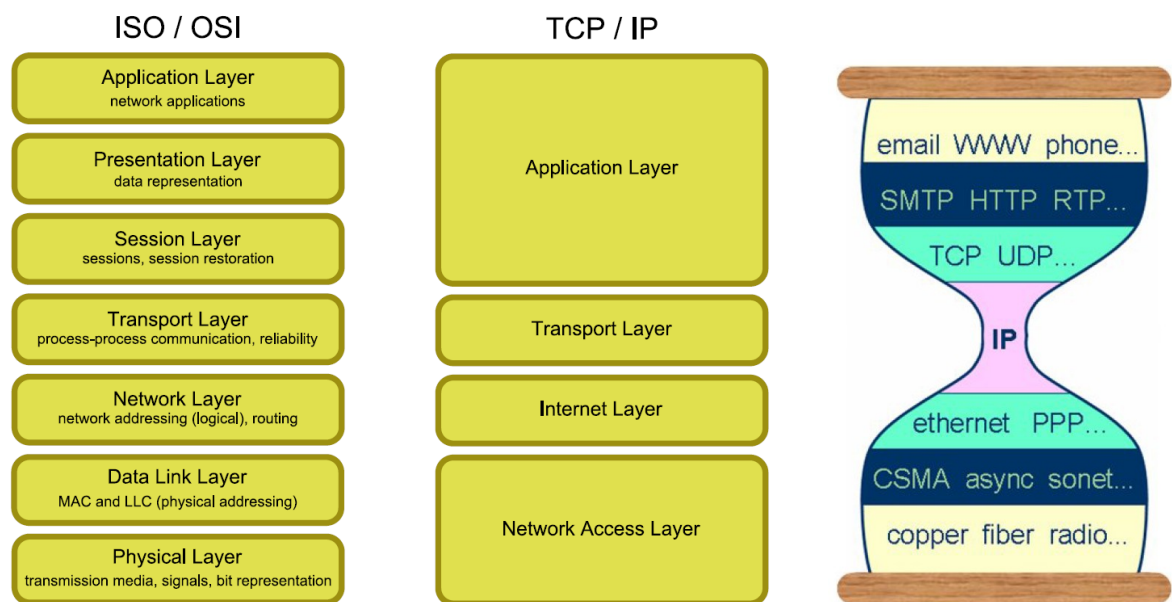 ISO / OSI
Application Layer
network applications
Presentation Layer
data representation
Session Layer
sessions, session restoration
Transport Layer
process-process communication, reliability
Network Layer
network addressing (logical), routing
Data Link Layer
MAC and LLC (physical addressing)
Physical Layer
transmission media, signals, bit representation
TCP / IP
Application Layer
Transport Layer
Internet Layer
Network Access Layer
email WWW phone...
SMTP HTTP RTP...
TCP UDP...
IP
ethernet PPP...
CSMA async sonet...
copper fiber radio...